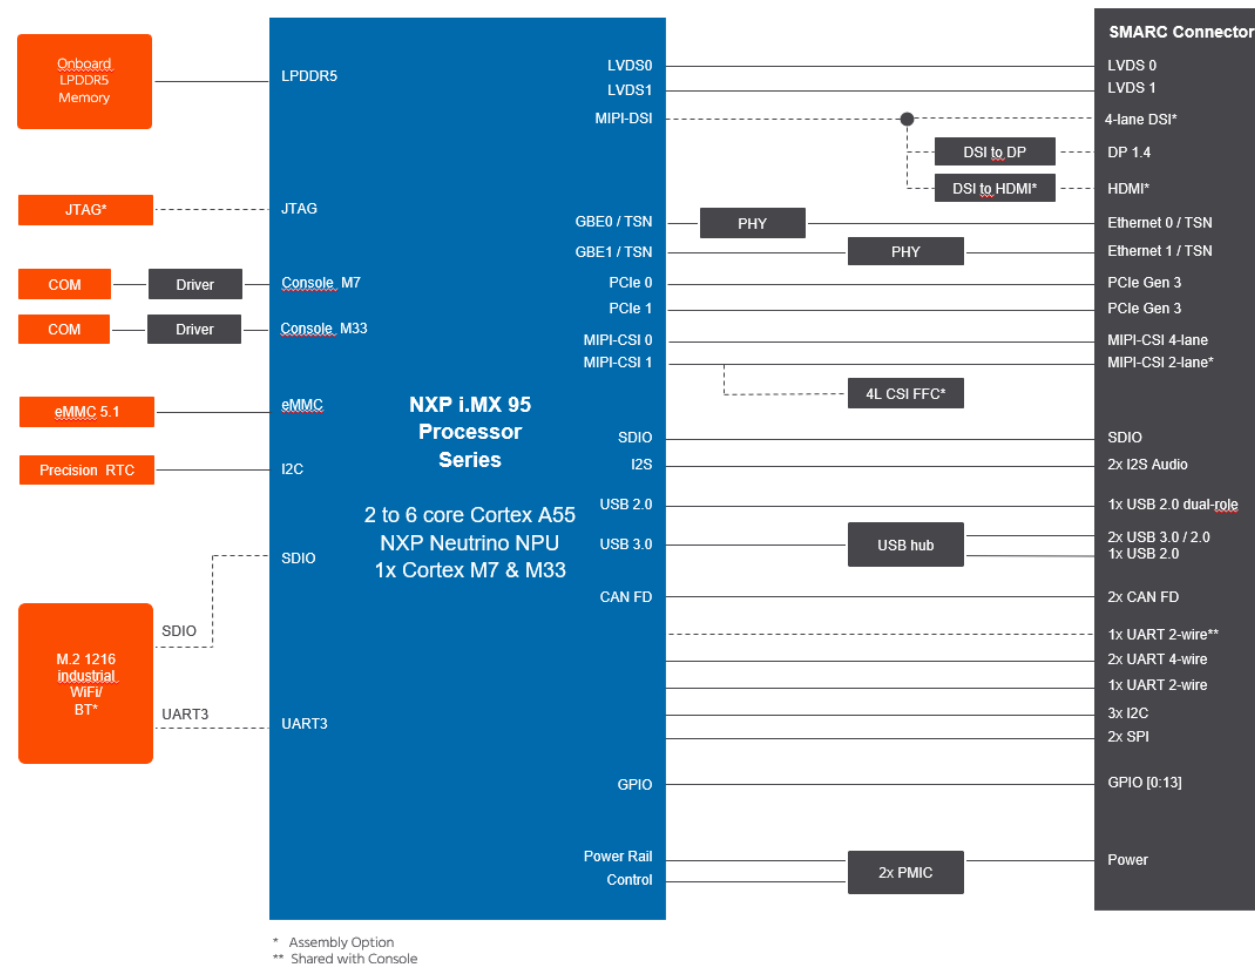 SMARC Connector
Onboard
LPDDR5
Memory
LPDDR5
LVDS0
LVDS 0
LVDS1
LVDS 1
MIPI-DSI
4-lane DSI*
DSI to DP
DP 1.4
DSI to HDMI*
HDMI*
JTAG*
JTAG
GBE0 / TSN
PHY
Ethernet 0 / TSN
GBE1 / TSN
PHY
Ethernet 1 / TSN
COM
Driver
Console M7
PCIe 0
PCIe Gen 3
PCIe 1
PCIe Gen 3
COM
Driver
Console M33
MIPI-CSI 0
MIPI-CSI 4-lane
MIPI-CSI 1
MIPI-CSI 2-lane*
4L CSI FFC*
eMMC 5.1
eMMC
NXP i.MX 95
Processor
Series
SDIO
SDIO
Precision RTC
I2C
I2S
2x I2S Audio
2 to 6 core Cortex A55
NXP Neutrino NPU
1x Cortex M7 & M33
USB 2.0
1x USB 2.0 dual-role
USB 3.0
USB hub
2x USB 3.0 / 2.0
1x USB 2.0
SDIO
CAN FD
2x CAN FD
SDIO
1x UART 2-wire**
M.2 1216
industrial
WiFi/
BT*
2x UART 4-wire
1x UART 2-wire
UART3
UART3
3x I2C
2x SPI
GPIO
GPIO [0:13]
Power Rail
Control
2x PMIC
Power
* Assembly Option
** Shared with Console